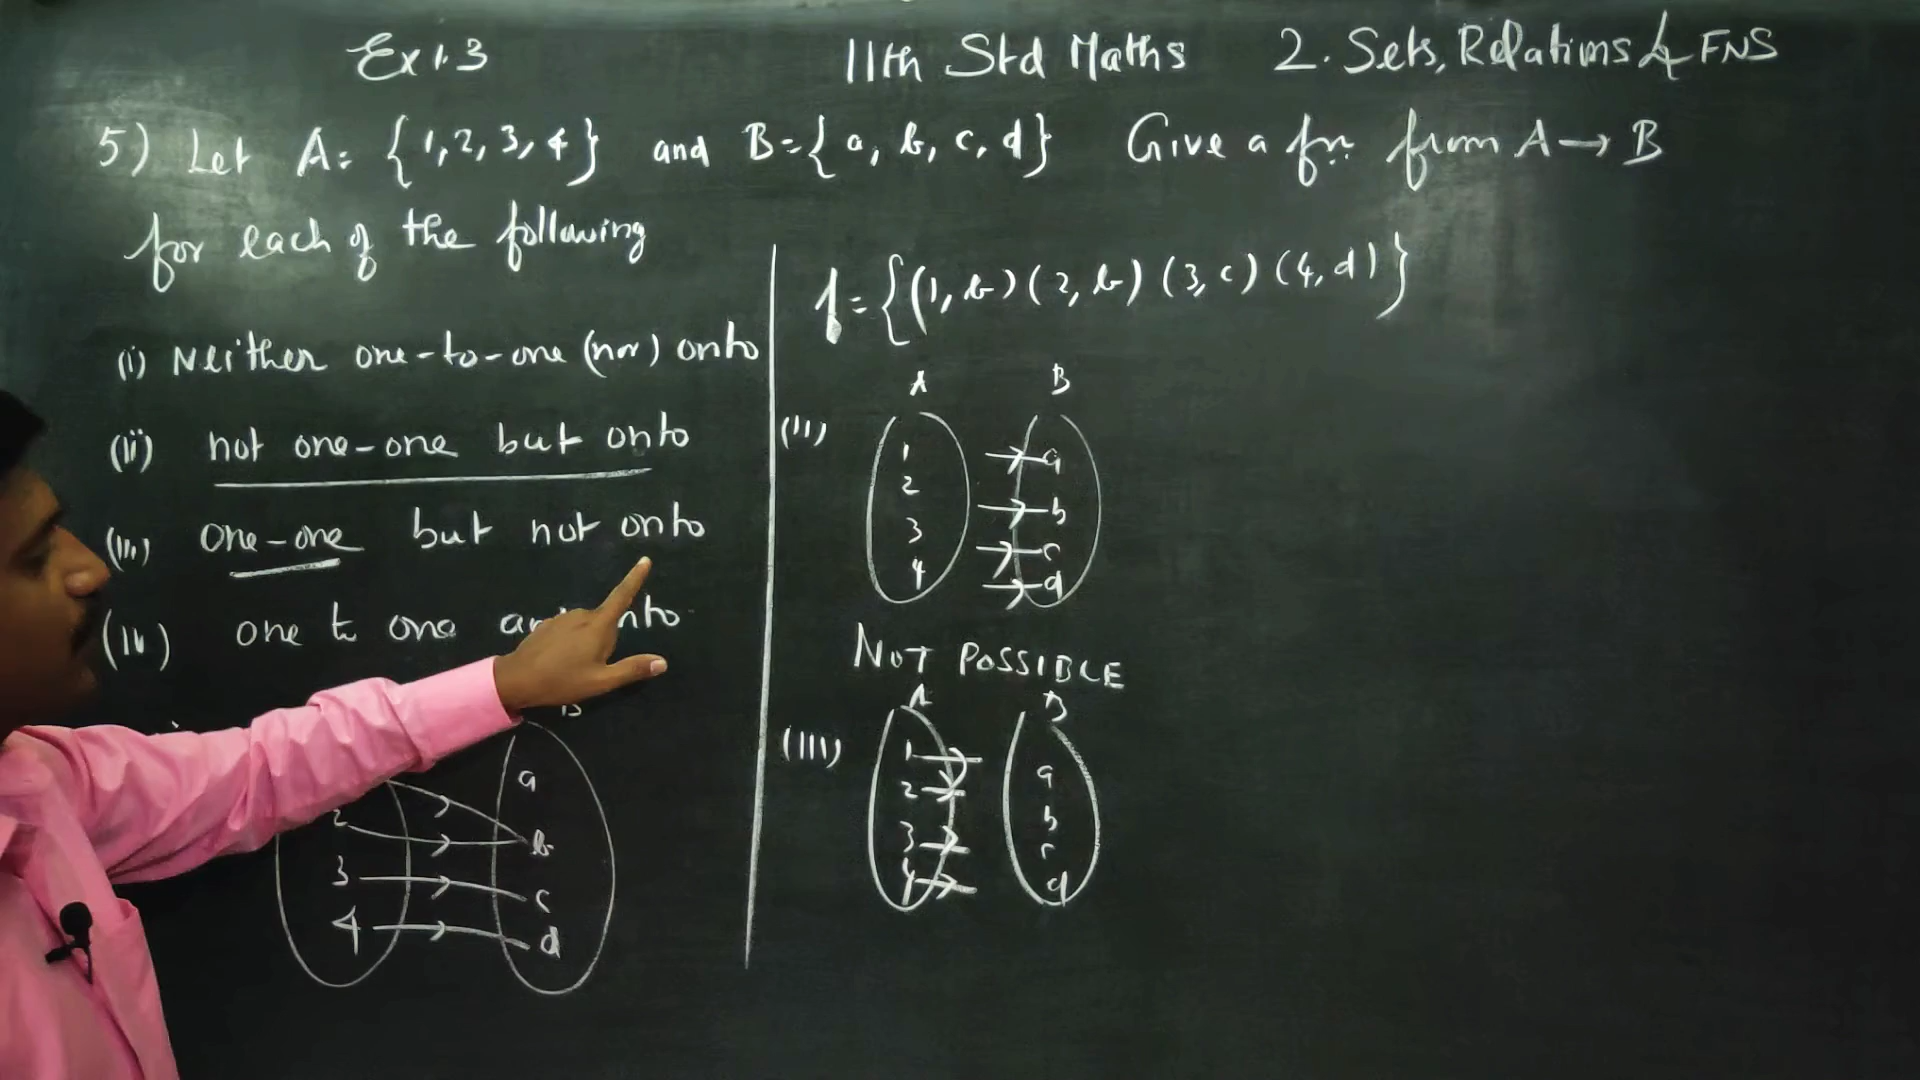 Ex 1.3 11th Std Maths 2. Sets, Relations & FNS
5) Let A = {1, 2, 3, 4} and B = {a, b, c, d} Give a fn. from A → B
for each of the following
(i) Neither one-to-one (nor) onto
(ii) not one-one but onto
(iii) one-one but not onto
(iv) one to one onto
B
a
2 b
3 c
4 d
f = {(1, b) (2, b) (3, c) (4, d)}
A B
(ii)
1 a
2 b
3 c
4 d
NOT POSSIBLE
A B
(iii)
1 a
2 b
3 c
4 d